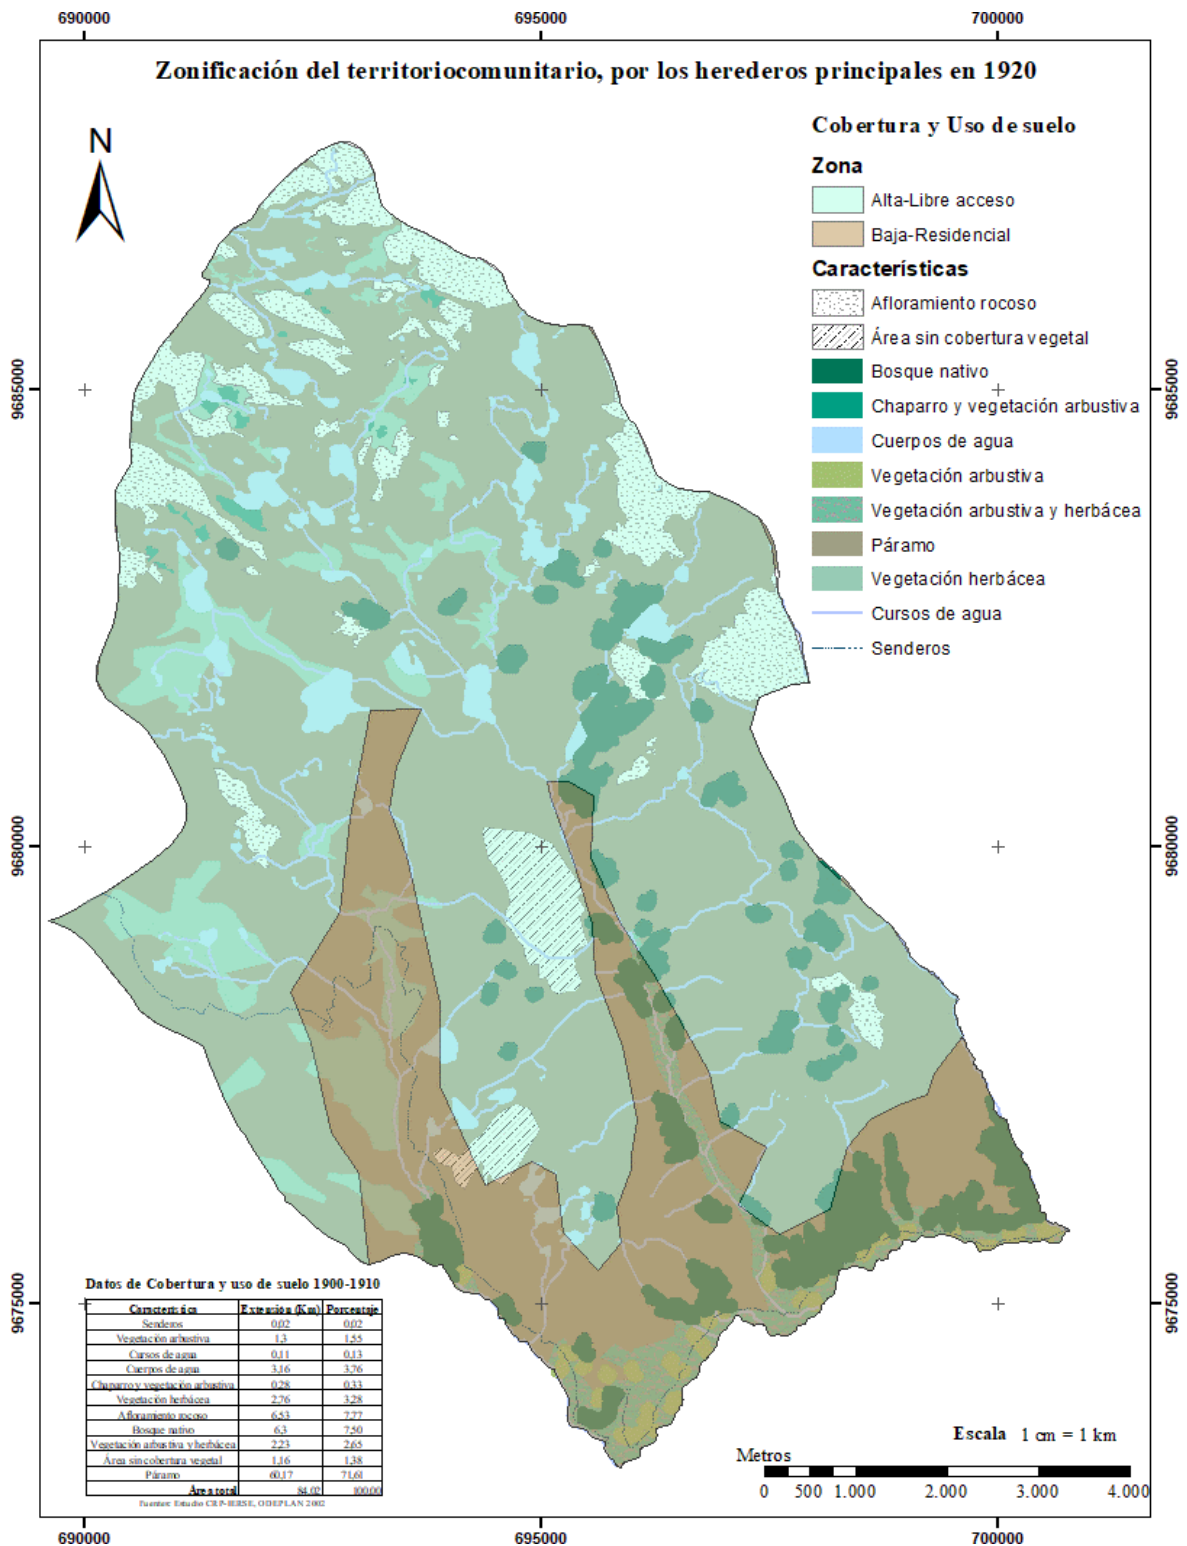 690000
695000
700000
Zonificación del territoriocomunitario, por los herederos principales en 1920
N
Cobertura y Uso de suelo
Zona
Alta-Libre acceso
Baja-Residencial
Características
Afloramiento rocoso
Área sin cobertura vegetal
Bosque nativo
Chaparro y vegetación arbustiva
Cuerpos de agua
Vegetación arbustiva
Vegetación arbustiva y herbácea
Páramo
Vegetación herbácea
Cursos de agua
Senderos
9685000
9685000
9680000
9680000
9675000
9675000
Datos de Cobertura y uso de suelo 1900-1910
Característica Extensión (Km) Porcentaje
Senderos 0,02 0,02
Vegetación arbustiva 1,3 1,55
Cursos de agua 0,11 0,13
Cuerpos de agua 3,16 3,76
Chaparro y vegetación arbustiva 0,28 0,33
Vegetación herbácea 2,76 3,28
Afloramiento rocoso 6,53 7,77
Bosque nativo 6,3 7,50
Vegetación arbustiva y herbácea 2,23 2,65
Área sin cobertura vegetal 1,16 1,38
Páramo 60,17 71,61
Área total 84,02 100,00
Fuente: Estudio CRP-IERSE, ODEPLAN 2002
Escala 1 cm = 1 km
Metros
0 500 1.000 2.000 3.000 4.000
690000
695000
700000